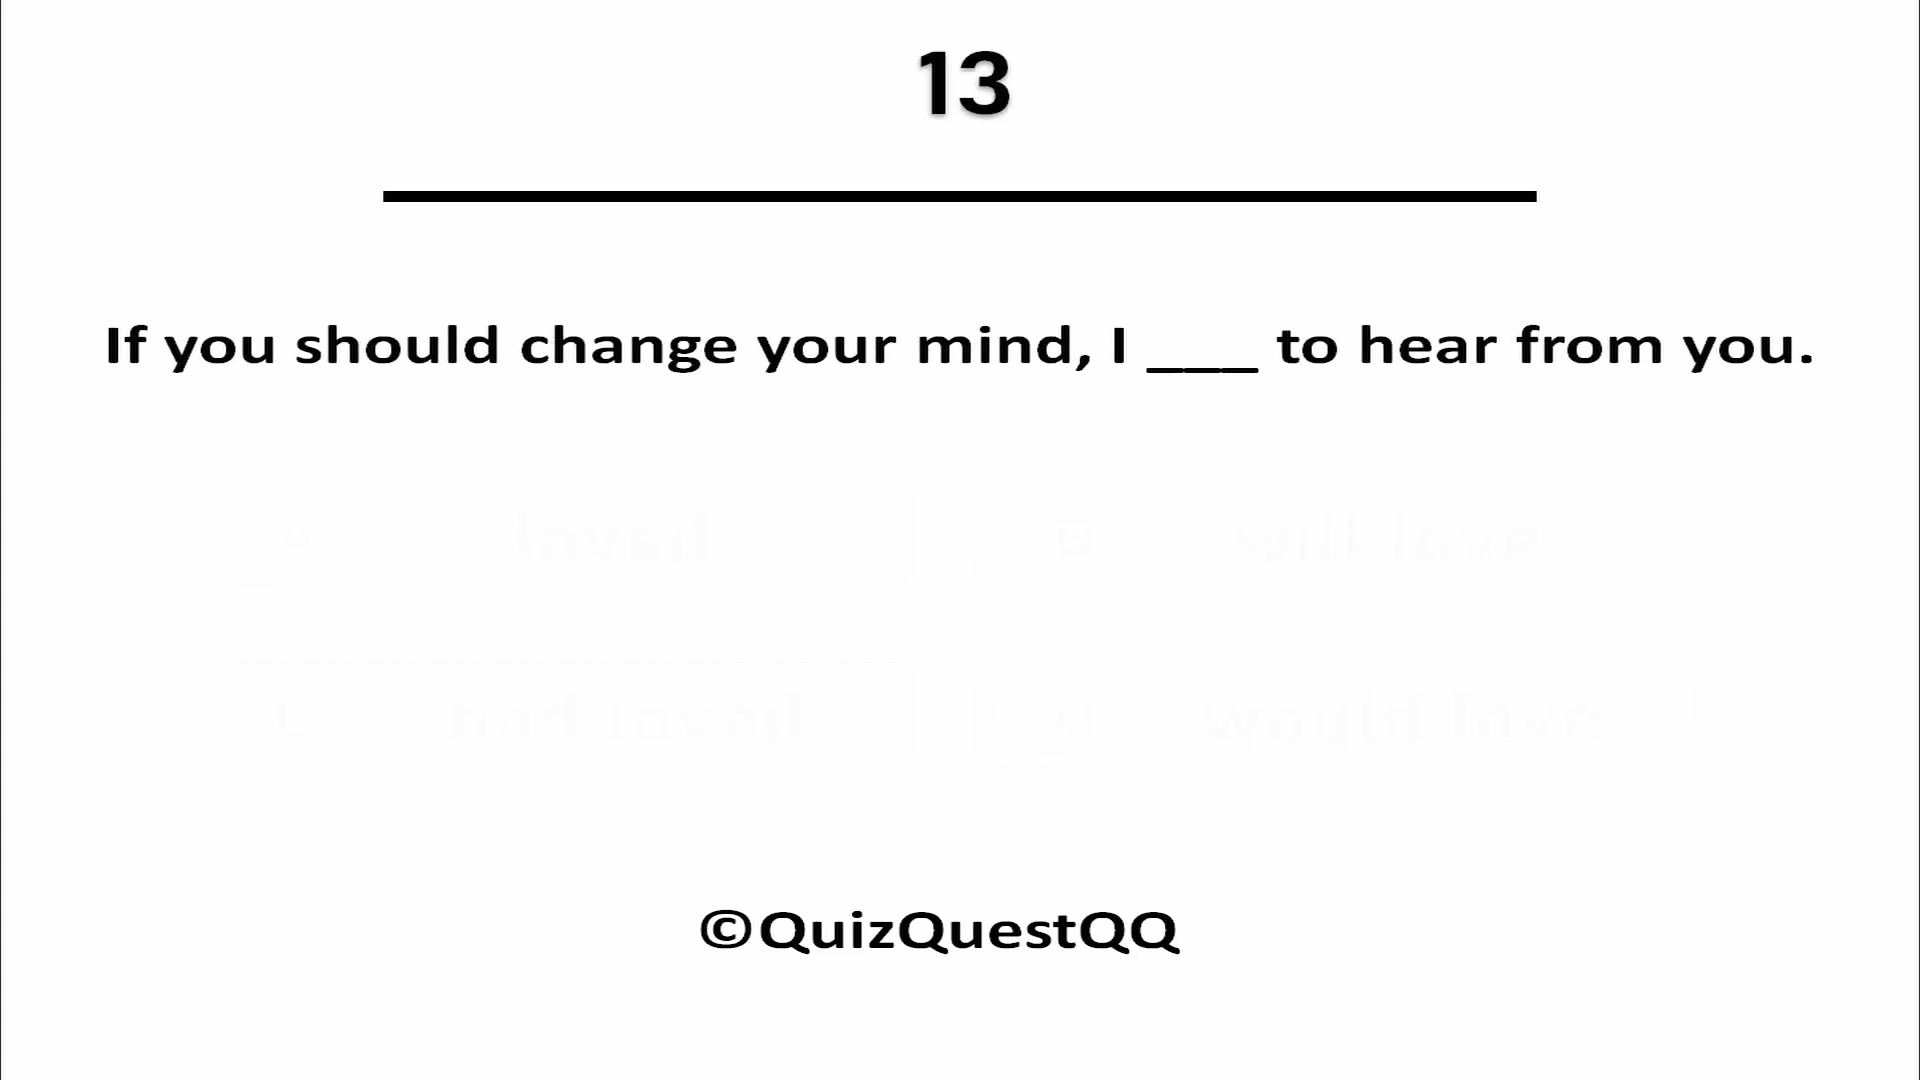 13
If you should change your mind, I ___ to hear from you.
A loved B will love
C had loved D would love
©QuizQuestQQ